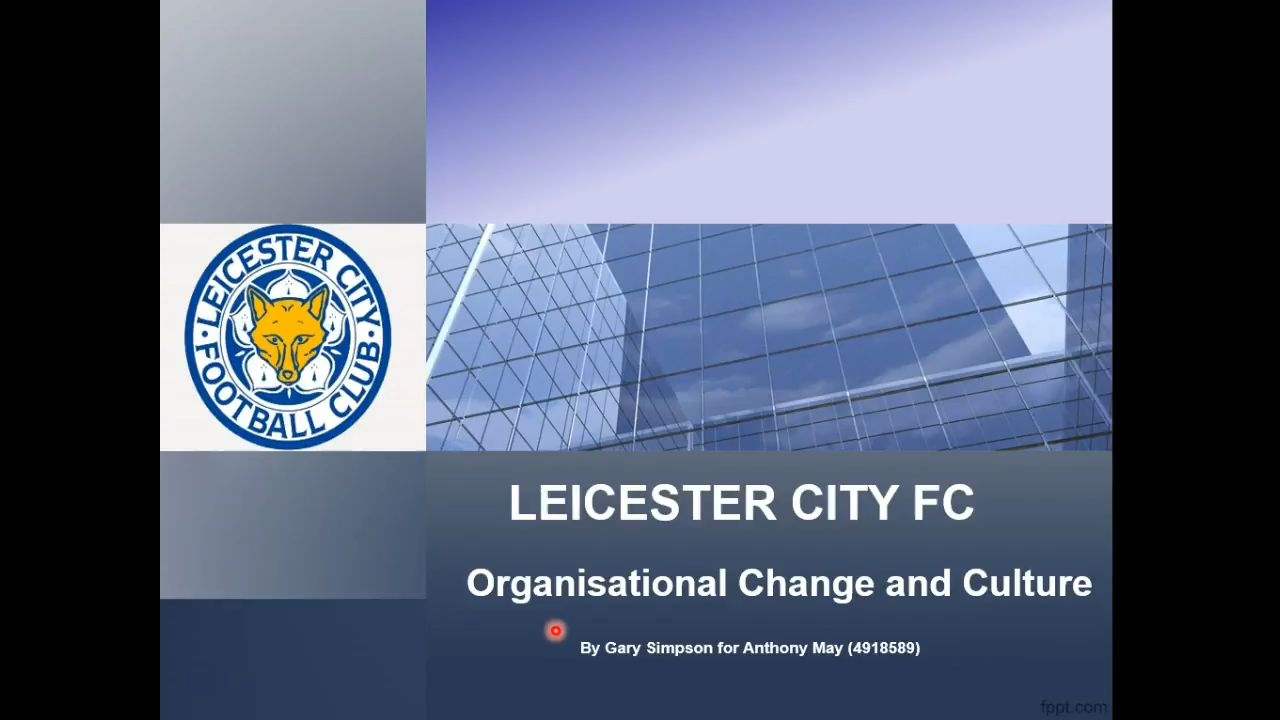 LEICESTER CITY
FOOTBALL CLUB
LEICESTER CITY FC
Organisational Change and Culture
By Gary Simpson for Anthony May (4918589)
fppt.com